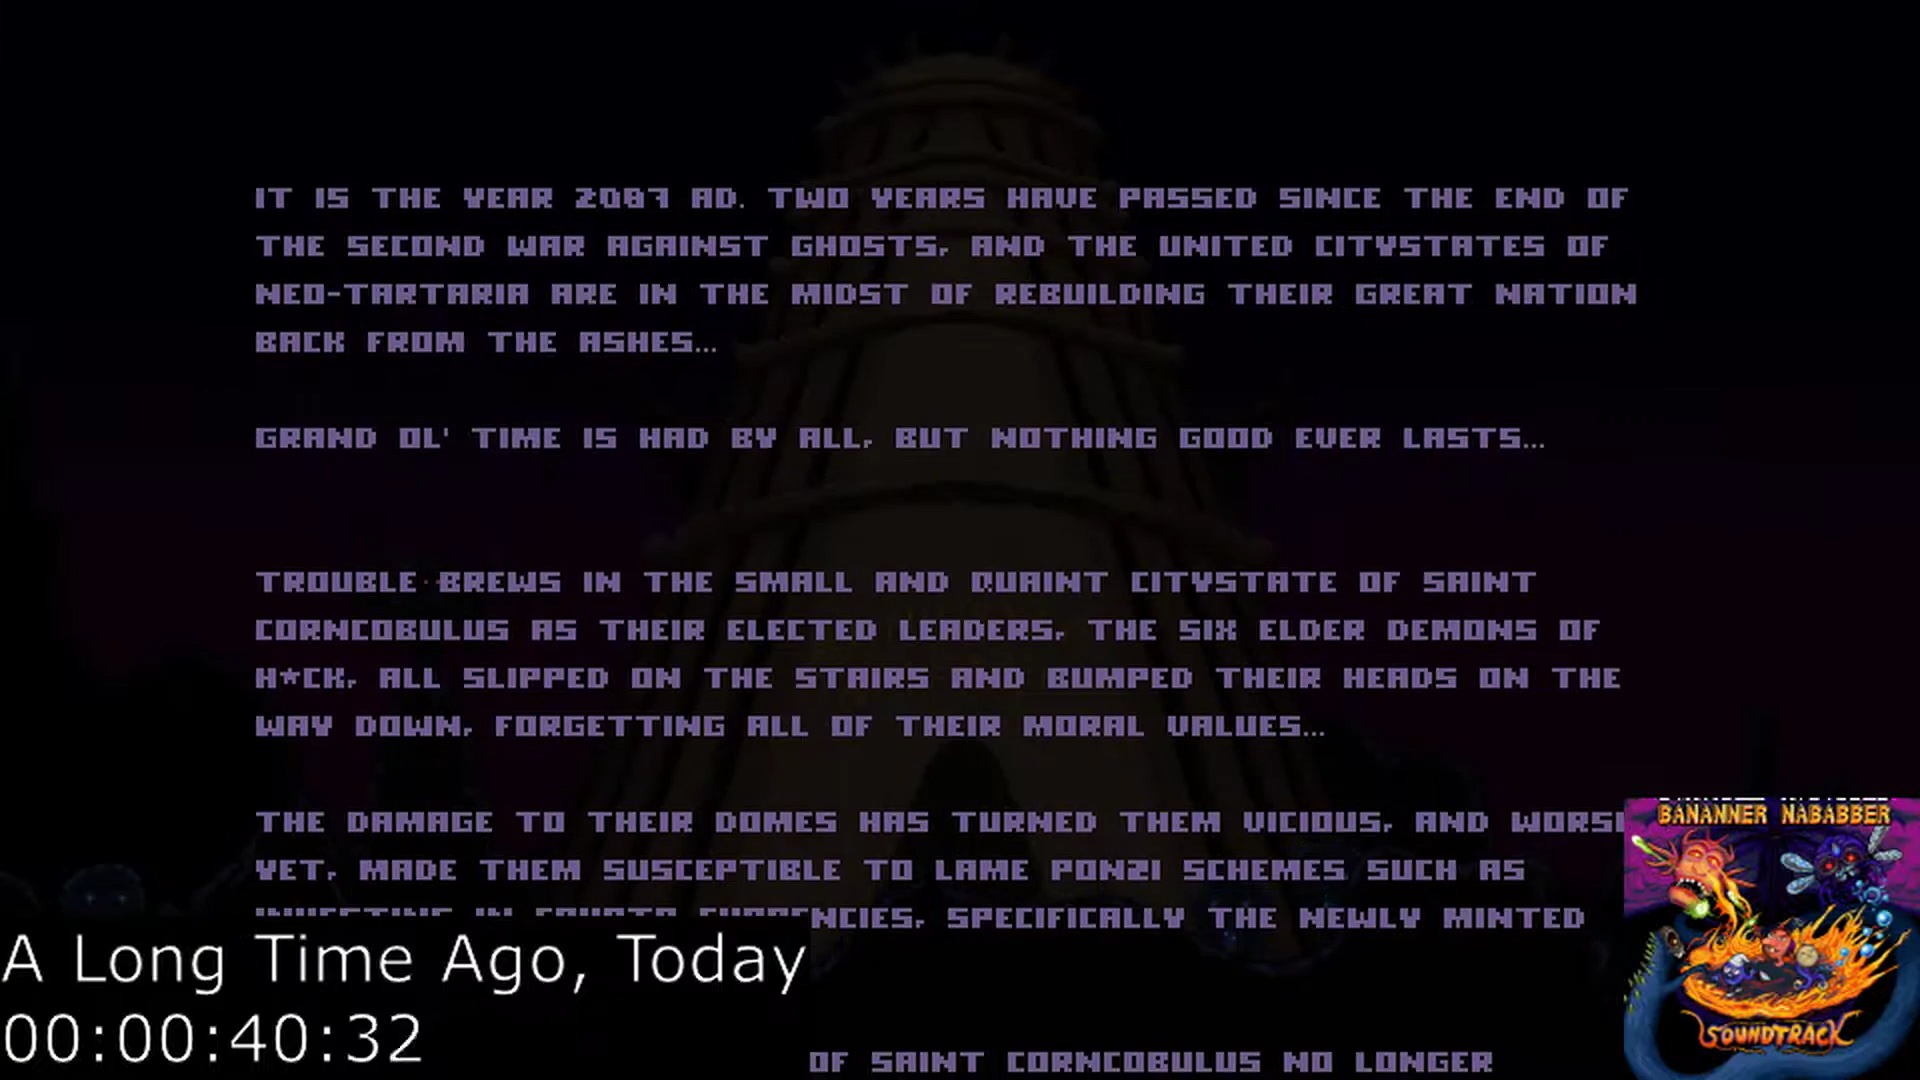 IT IS THE YEAR 2087 AD. TWO YEARS HAVE PASSED SINCE THE END OF
THE SECOND WAR AGAINST GHOSTS, AND THE UNITED CITYSTATES OF
NEO-TARTARIA ARE IN THE MIDST OF REBUILDING THEIR GREAT NATION
BACK FROM THE ASHES...
GRAND OL' TIME IS HAD BY ALL, BUT NOTHING GOOD EVER LASTS...
TROUBLE BREWS IN THE SMALL AND QUAINT CITYSTATE OF SAINT
CORNCOBULUS AS THEIR ELECTED LEADERS, THE SIX ELDER DEMONS OF
H*CK, ALL SLIPPED ON THE STAIRS AND BUMPED THEIR HEADS ON THE
WAY DOWN, FORGETTING ALL OF THEIR MORAL VALUES...
THE DAMAGE TO THEIR DOMES HAS TURNED THEM VICIOUS, AND
YET, MADE THEM SUSCEPTIBLE TO LAME PONZI SCHEMES SUCH AS
NCIES, SPECIFICALLY THE NEWLY MINTED
OF SAINT CORNCOBULUS NO LONGER
A Long Time Ago, Today
00:00:40:32
BANANNER NABABBER
SOUNDTRACK